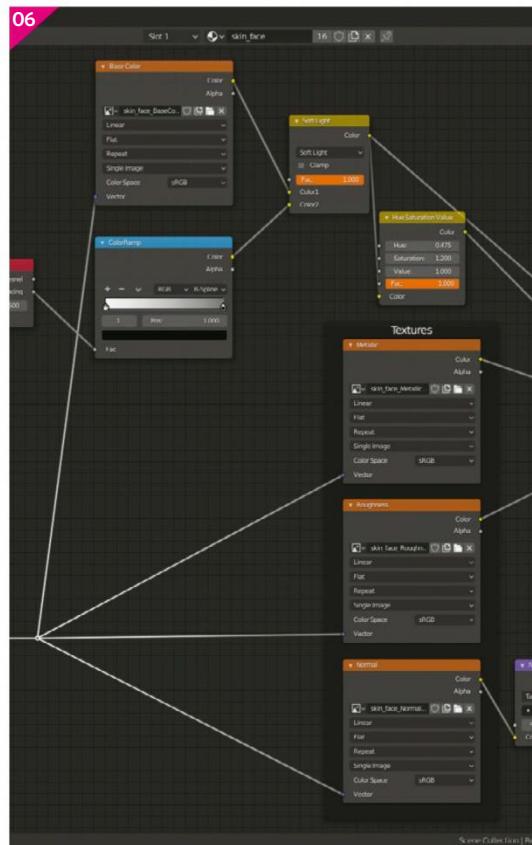 06
Slot 1 skin_face 16
Base Color
Color
Alpha
skin_face_BaseCo..
Linear
Flat
Repeat
Single Image
Color Space sRGB
Vector
Soft Light
Color
Soft Light
Clamp
Fac: 1.000
Color1
Color2
ColorRamp
Color
Alpha
RGB B-Spline
1 Pos: 1.000
Fac
Hue Saturation Value
Color
Hue: 0.475
Saturation: 1.200
Value: 1.000
Fac: 1.000
Color
Textures
Metallic
Color
Alpha
skin_face_Metallic
Linear
Flat
Repeat
Single Image
Color Space sRGB
Vector
Roughness
Color
Alpha
skin_face_Roughn..
Linear
Flat
Repeat
Single Image
Color Space sRGB
Vector
Normal
Color
Alpha
skin_face_Normal...
Linear
Flat
Repeat
Single Image
Color Space sRGB
Vector
Scene Collection |